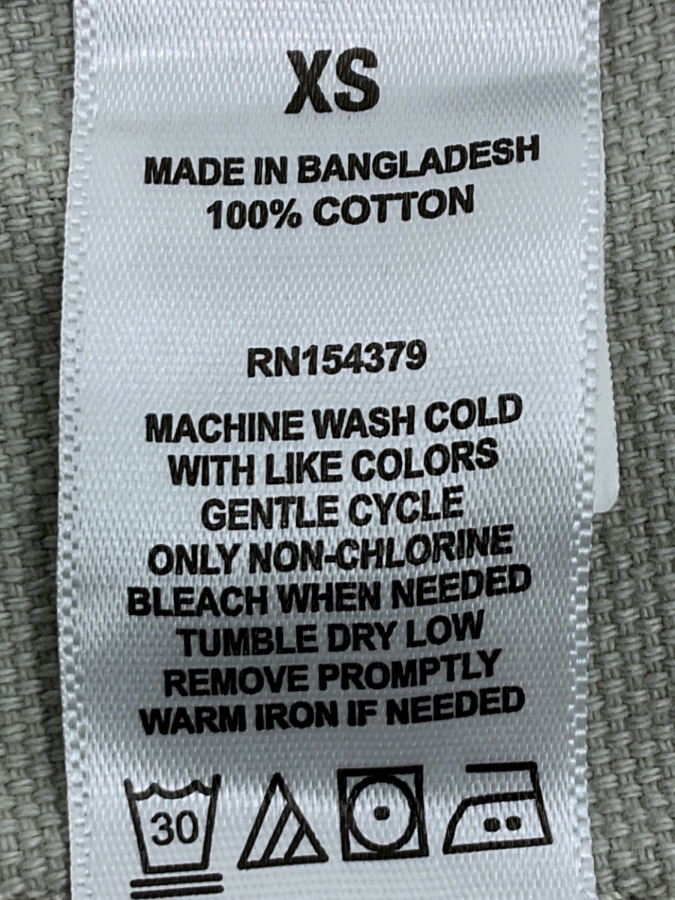 XS
MADE IN BANGLADESH
100% COTTON
RN154379
MACHINE WASH COLD
WITH LIKE COLORS
GENTLE CYCLE
ONLY NON-CHLORINE
BLEACH WHEN NEEDED
TUMBLE DRY LOW
REMOVE PROMPTLY
WARM IRON IF NEEDED
30